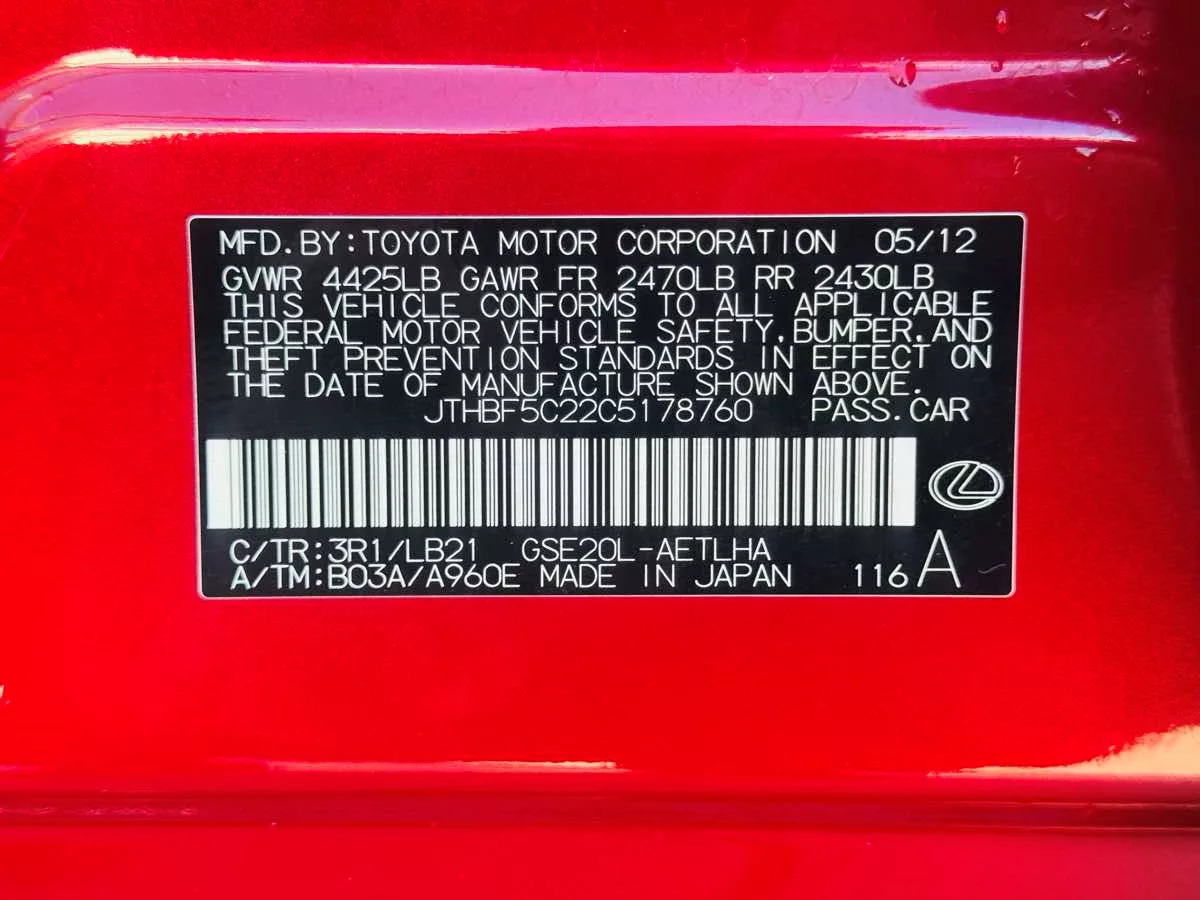 MFD.BY:TOYOTA MOTOR CORPORATION 05/12
GVWR 4425LB GAWR FR 2470LB RR 2430LB
THIS VEHICLE CONFORMS TO ALL APPLICABLE
FEDERAL MOTOR VEHICLE SAFETY,BUMPER,AND
THEFT PREVENTION STANDARDS IN EFFECT ON
THE DATE OF MANUFACTURE SHOWN ABOVE.
JTHBF5C22C5178760 PASS.CAR
C/TR:3R1/LB21 GSE20L-AETLHA
A/TM:B03A/A960E MADE IN JAPAN 116 A